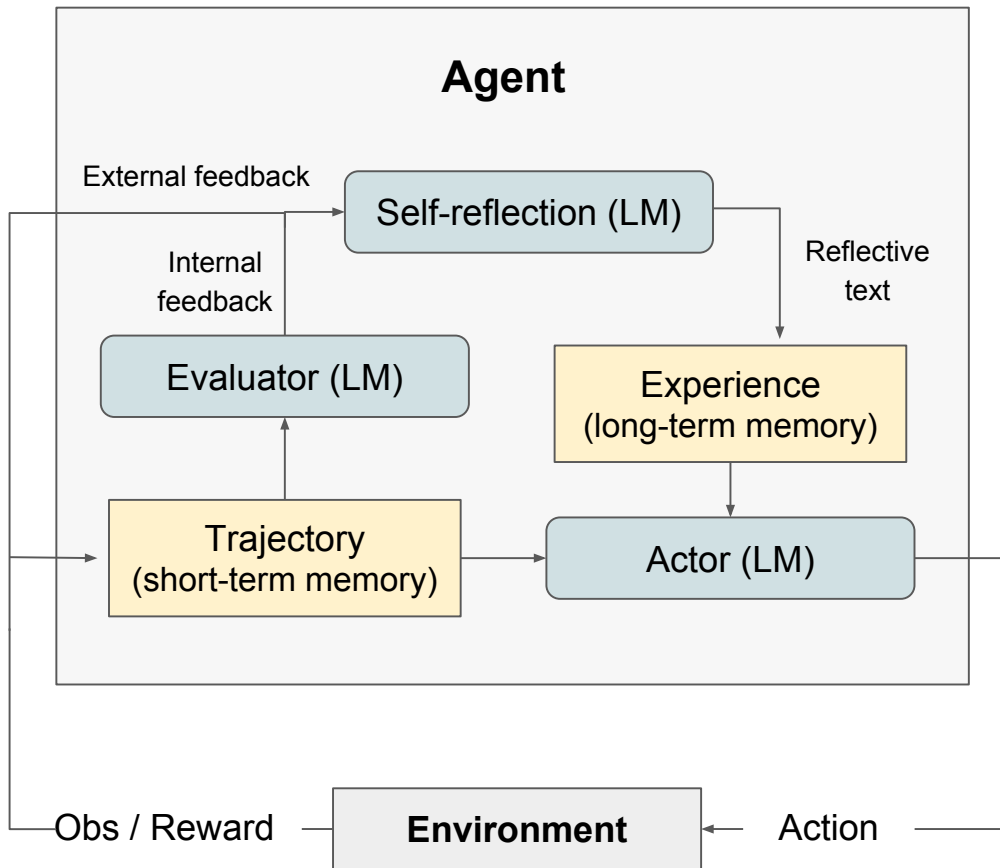 Agent
External feedback
Self-reflection (LM)
Internal
feedback
Reflective
text
Evaluator (LM)
Experience
(long-term memory)
Trajectory
(short-term memory)
Actor (LM)
Obs / Reward
Environment
Action